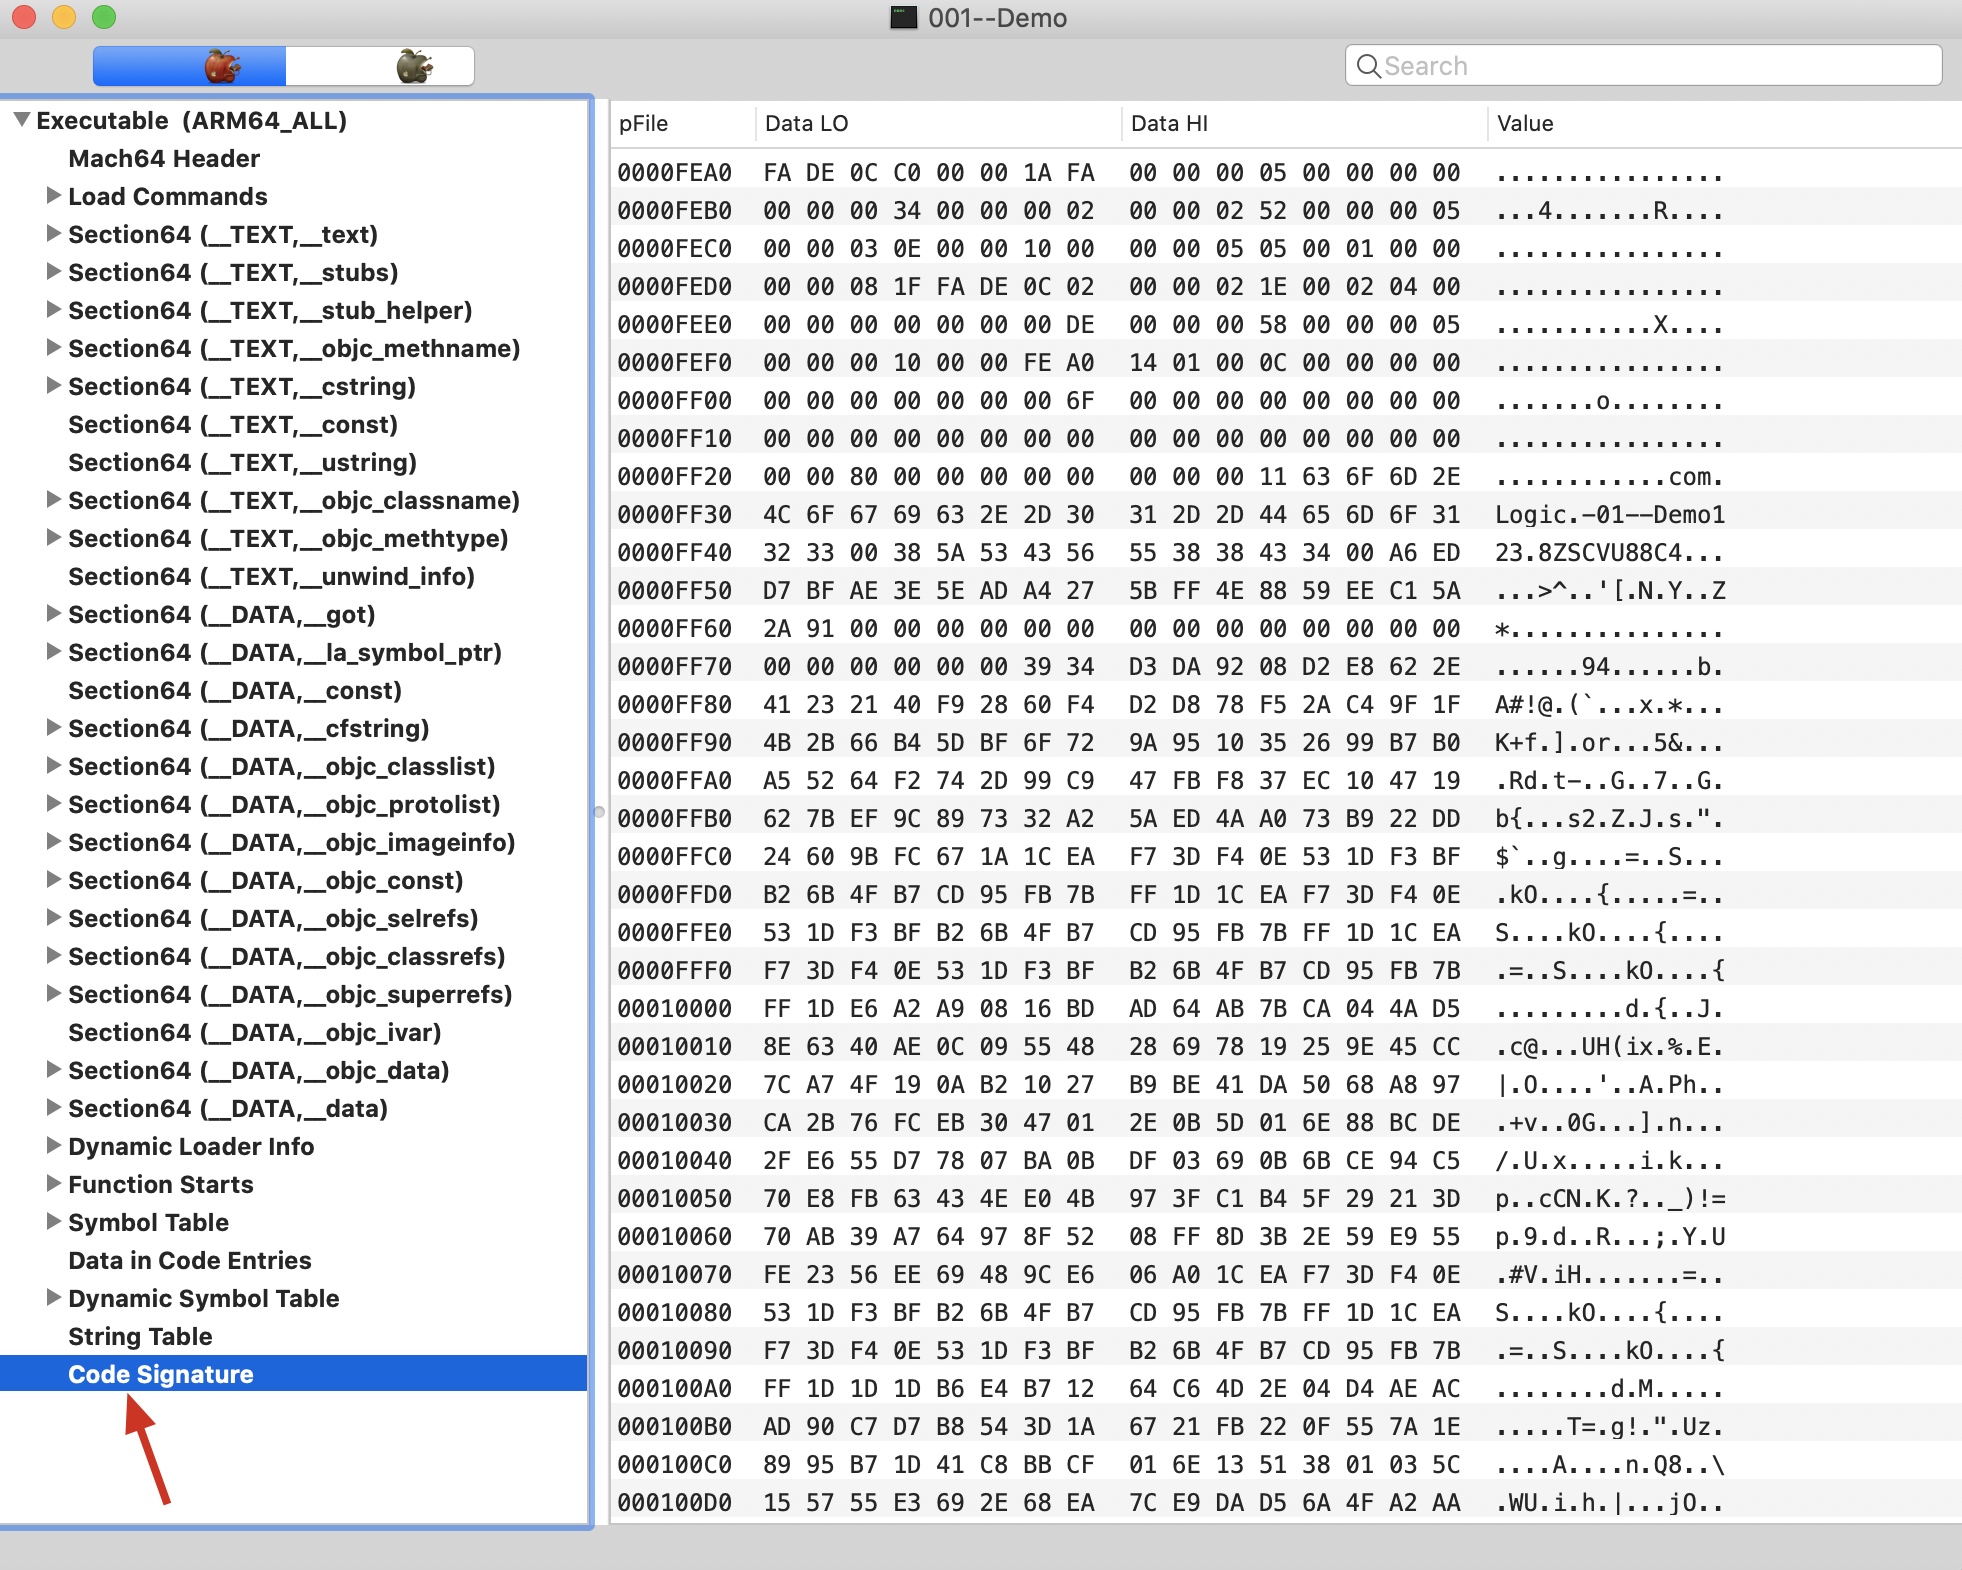 001--Demo
Search
Executable (ARM64_ALL)
Mach64 Header
Load Commands
Section64 (__TEXT,__text)
Section64 (__TEXT,__stubs)
Section64 (__TEXT,__stub_helper)
Section64 (__TEXT,__objc_methname)
Section64 (__TEXT,__cstring)
Section64 (__TEXT,__const)
Section64 (__TEXT,__ustring)
Section64 (__TEXT,__objc_classname)
Section64 (__TEXT,__objc_methtype)
Section64 (__TEXT,__unwind_info)
Section64 (__DATA,__got)
Section64 (__DATA,__la_symbol_ptr)
Section64 (__DATA,__const)
Section64 (__DATA,__cfstring)
Section64 (__DATA,__objc_classlist)
Section64 (__DATA,__objc_protolist)
Section64 (__DATA,__objc_imageinfo)
Section64 (__DATA,__objc_const)
Section64 (__DATA,__objc_selrefs)
Section64 (__DATA,__objc_classrefs)
Section64 (__DATA,__objc_superrefs)
Section64 (__DATA,__objc_ivar)
Section64 (__DATA,__objc_data)
Section64 (__DATA,__data)
Dynamic Loader Info
Function Starts
Symbol Table
Data in Code Entries
Dynamic Symbol Table
String Table
Code Signature
pFile Data LO Data HI Value
0000FEA0 FA DE 0C C0 00 00 1A FA 00 00 00 05 00 00 00 00 ................
0000FEB0 00 00 00 34 00 00 00 02 00 00 02 52 00 00 00 05 ...4.......R....
0000FEC0 00 00 03 0E 00 00 10 00 00 00 05 05 00 01 00 00 ................
0000FED0 00 00 08 1F FA DE 0C 02 00 00 02 1E 00 02 04 00 ................
0000FEE0 00 00 00 00 00 00 00 DE 00 00 00 58 00 00 00 05 ...........X....
0000FEF0 00 00 00 10 00 00 FE A0 14 01 00 0C 00 00 00 00 ................
0000FF00 00 00 00 00 00 00 00 6F 00 00 00 00 00 00 00 00 .......o........
0000FF10 00 00 00 00 00 00 00 00 00 00 00 00 00 00 00 00 ................
0000FF20 00 00 80 00 00 00 00 00 00 00 00 11 63 6F 6D 2E ............com.
0000FF30 4C 6F 67 69 63 2E 2D 30 31 2D 2D 44 65 6D 6F 31 Logic.-01--Demo1
0000FF40 32 33 00 38 5A 53 43 56 55 38 38 43 34 00 A6 ED 23.8ZSCVU88C4...
0000FF50 D7 BF AE 3E 5E AD A4 27 5B FF 4E 88 59 EE C1 5A ...>^..'[.N.Y..Z
0000FF60 2A 91 00 00 00 00 00 00 00 00 00 00 00 00 00 00 *...............
0000FF70 00 00 00 00 00 00 39 34 D3 DA 92 08 D2 E8 62 2E ......94......b.
0000FF80 41 23 21 40 F9 28 60 F4 D2 D8 78 F5 2A C4 9F 1F A#!@.(`...x.*...
0000FF90 4B 2B 66 B4 5D BF 6F 72 9A 95 10 35 26 99 B7 B0 K+f.].or...5&...
0000FFA0 A5 52 64 F2 74 2D 99 C9 47 FB F8 37 EC 10 47 19 .Rd.t-..G..7..G.
0000FFB0 62 7B EF 9C 89 73 32 A2 5A ED 4A A0 73 B9 22 DD b{...s2.Z.J.s.".
0000FFC0 24 60 9B FC 67 1A 1C EA F7 3D F4 0E 53 1D F3 BF $`..g....=..S...
0000FFD0 B2 6B 4F B7 CD 95 FB 7B FF 1D 1C EA F7 3D F4 0E .kO....{.....=..
0000FFE0 53 1D F3 BF B2 6B 4F B7 CD 95 FB 7B FF 1D 1C EA S....kO....{....
0000FFF0 F7 3D F4 0E 53 1D F3 BF B2 6B 4F B7 CD 95 FB 7B .=..S....kO....{
00010000 FF 1D E6 A2 A9 08 16 BD AD 64 AB 7B CA 04 4A D5 .........d.{..J.
00010010 8E 63 40 AE 0C 09 55 48 28 69 78 19 25 9E 45 CC .c@...UH(ix.%.E.
00010020 7C A7 4F 19 0A B2 10 27 B9 BE 41 DA 50 68 A8 97 |.O....'..A.Ph..
00010030 CA 2B 76 FC EB 30 47 01 2E 0B 5D 01 6E 88 BC DE .+v..0G...].n...
00010040 2F E6 55 D7 78 07 BA 0B DF 03 69 0B 6B CE 94 C5 /.U.x.....i.k...
00010050 70 E8 FB 63 43 4E E0 4B 97 3F C1 B4 5F 29 21 3D p..cCN.K.?.._)!=
00010060 70 AB 39 A7 64 97 8F 52 08 FF 8D 3B 2E 59 E9 55 p.9.d..R...;.Y.U
00010070 FE 23 56 EE 69 48 9C E6 06 A0 1C EA F7 3D F4 0E .#V.iH.......=..
00010080 53 1D F3 BF B2 6B 4F B7 CD 95 FB 7B FF 1D 1C EA S....kO....{....
00010090 F7 3D F4 0E 53 1D F3 BF B2 6B 4F B7 CD 95 FB 7B .=..S....kO....{
000100A0 FF 1D 1D 1D B6 E4 B7 12 64 C6 4D 2E 04 D4 AE AC ........d.M.....
000100B0 AD 90 C7 D7 B8 54 3D 1A 67 21 FB 22 0F 55 7A 1E .....T=.g!.".Uz.
000100C0 89 95 B7 1D 41 C8 BB CF 01 6E 13 51 38 01 03 5C ....A....n.Q8..\
000100D0 15 57 55 E3 69 2E 68 EA 7C E9 DA D5 6A 4F A2 AA .WU.i.h.|...jO..